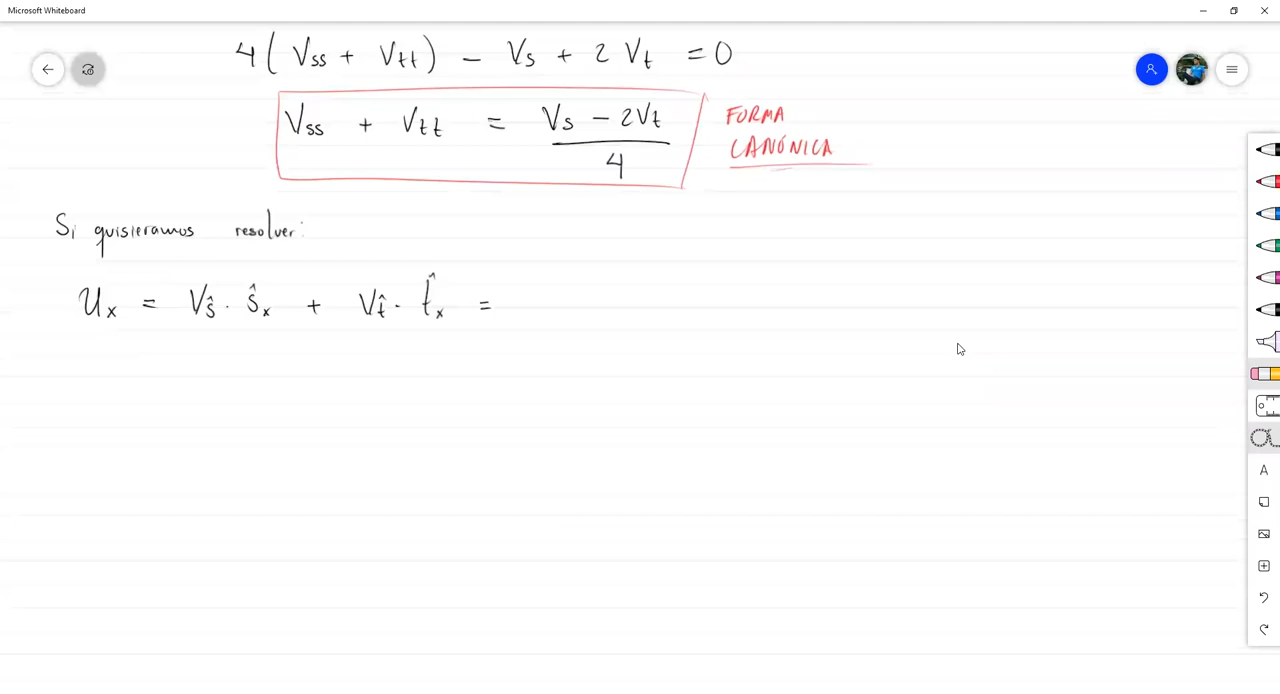 Microsoft Whiteboard
4( Vss + Vtt ) - Vs + 2 Vt = 0
Vss + Vtt = Vs - 2Vt / 4
FORMA
CANÓNICA
Si quisieramos resolver:
Ux = Vŝ · ŝx + Vt̂ · t̂x =
A